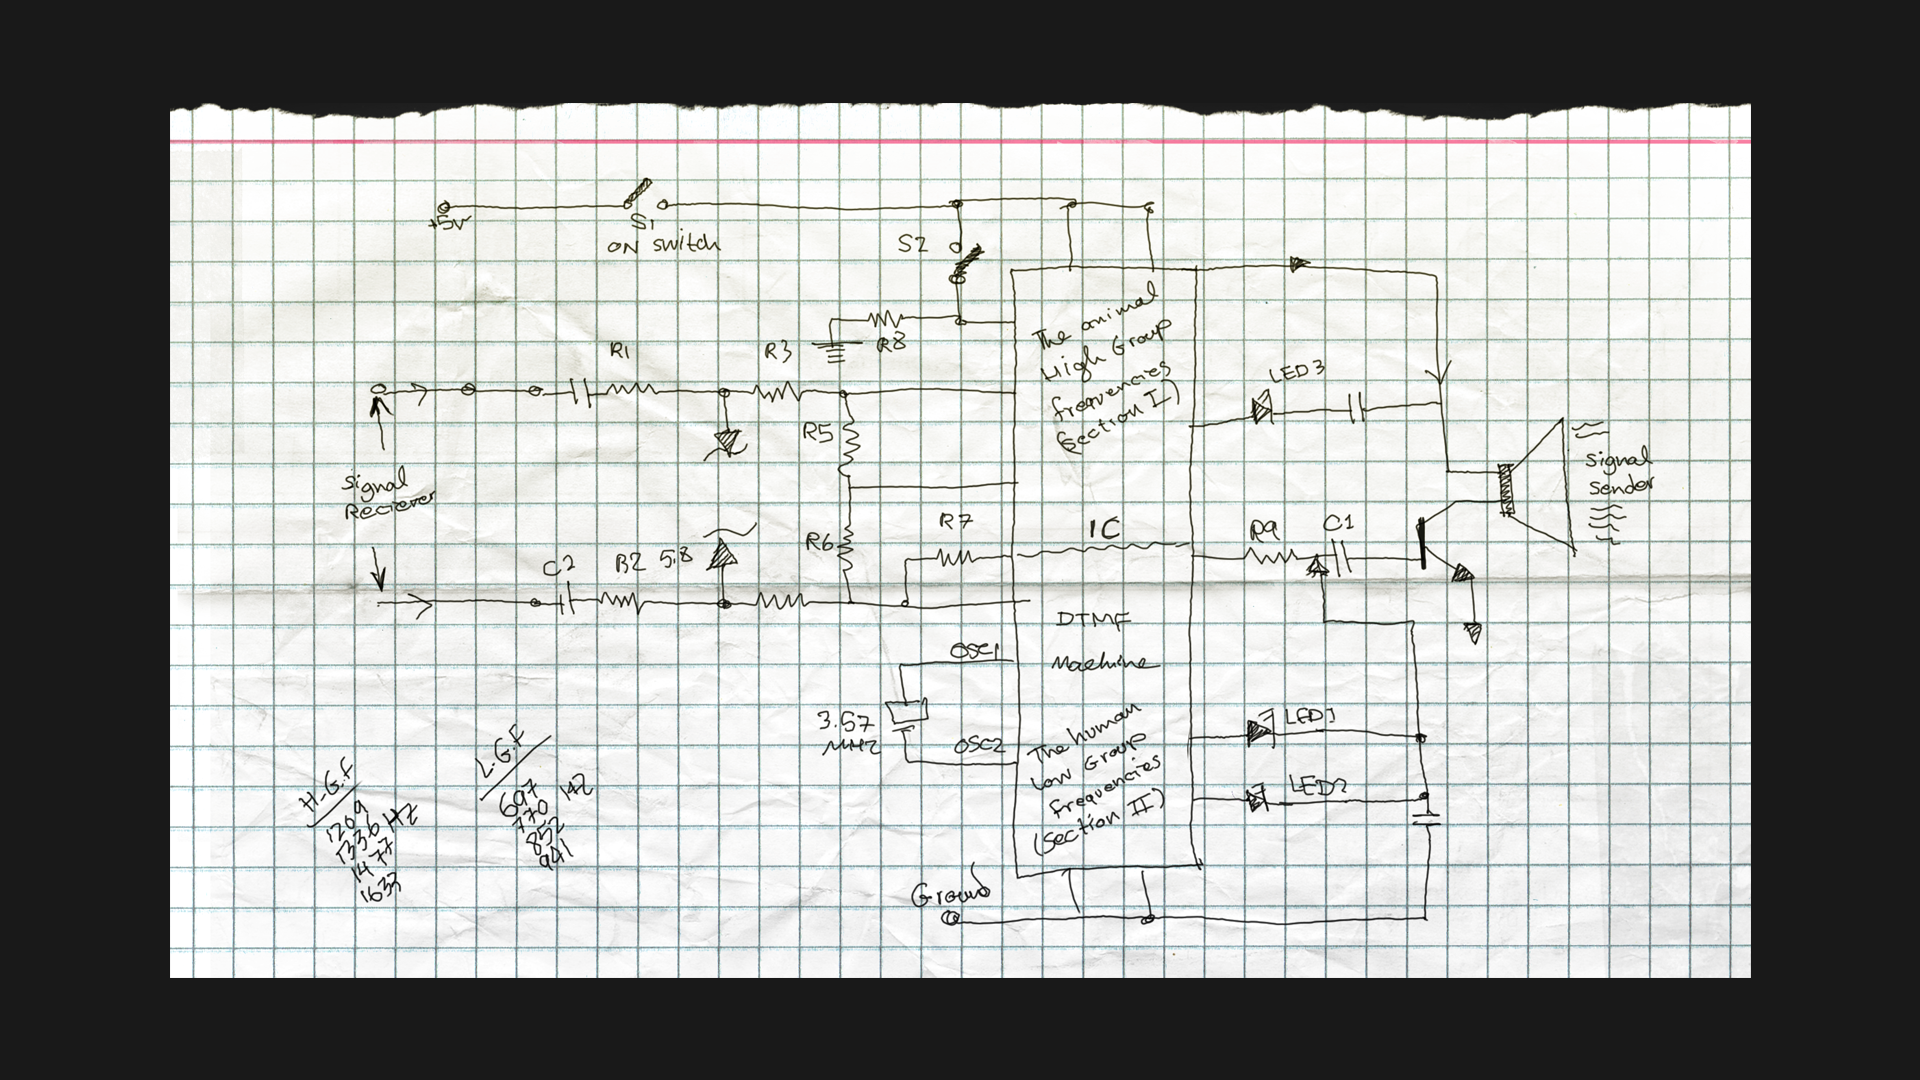 +5v
S1
ON switch
S2
R8
R1
R3
R5
Signal
Reciever
R6
R7
C2
R2 5.8
OSC1
3.57
MHZ
OSC2
Ground
The animal
High Group
frequencies
(section I)
IC
DTMF
Machine
The human
Low Group
frequencies
(section II)
LED3
Signal
Sender
R9
C1
LED1
LED2
H.G.F
1209
1336 HZ
1477
1633
L.G.F
697
770
852
941